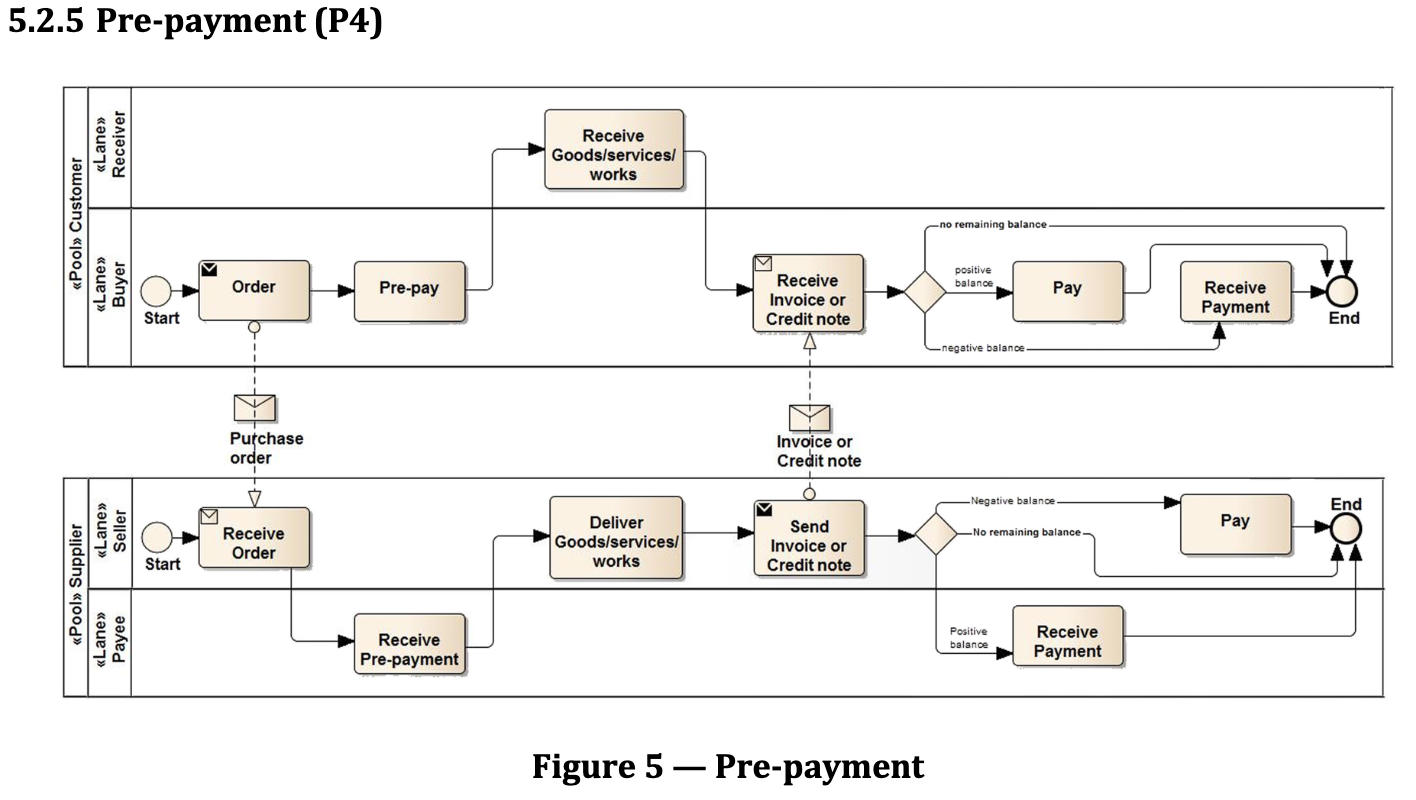 5.2.5 Pre-payment (P4)
«Pool» Customer
«Lane»
Receiver
Receive
Goods/services/
works
«Lane»
Buyer
Start
Order
Pre-pay
Receive
Invoice or
Credit note
no remaining balance
positive
balance
negative balance
Pay
Receive
Payment
End
Purchase
order
Invoice or
Credit note
«Pool» Supplier
«Lane»
Seller
Start
Receive
Order
Deliver
Goods/services/
works
Send
Invoice or
Credit note
Negative balance
No remaining balance
Pay
End
«Lane»
Payee
Receive
Pre-payment
Positive
balance
Receive
Payment
Figure 5 — Pre-payment